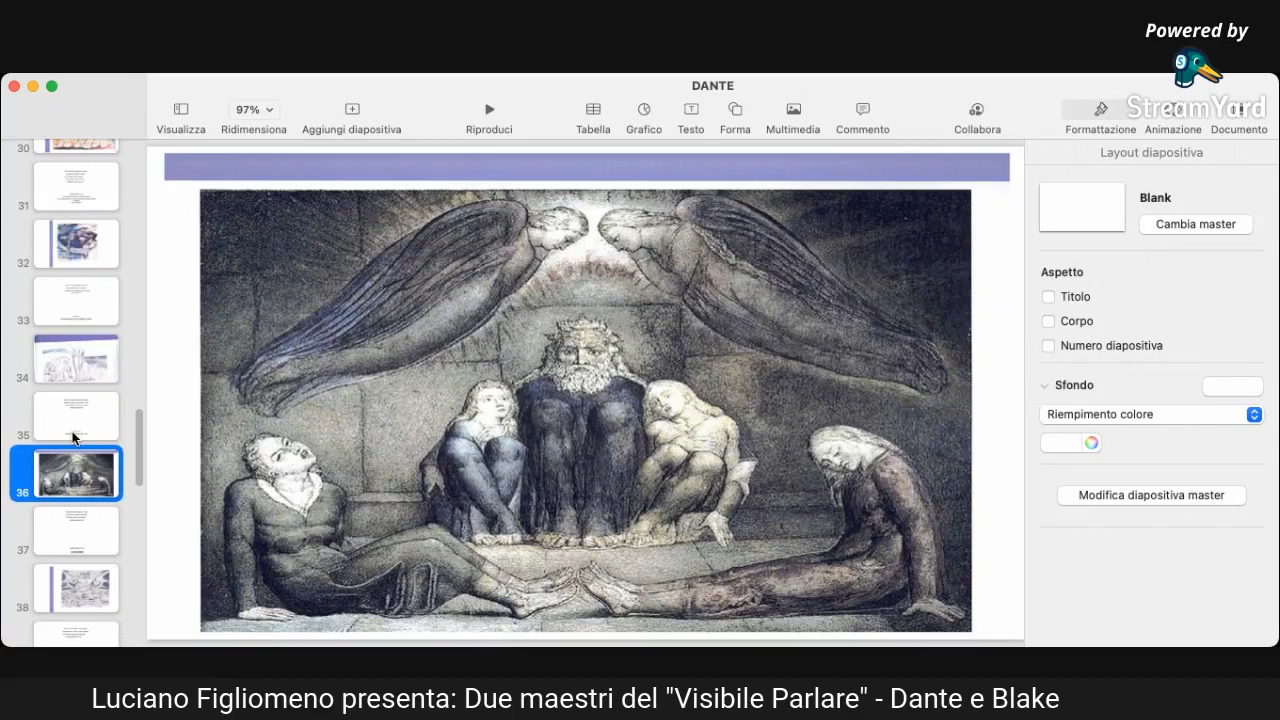 Powered by
StreamYard
DANTE
97%
Visualizza
Ridimensiona
Aggiungi diapositiva
Riproduci
Tabella
Grafico
Testo
Forma
Multimedia
Commento
Collabora
Formattazione
Animazione
Documento
Layout diapositiva
Blank
Cambia master
Aspetto
Titolo
Corpo
Numero diapositiva
Sfondo
Riempimento colore
Modifica diapositiva master
30
31
32
33
34
35
36
37
38
Luciano Figliomeno presenta: Due maestri del "Visibile Parlare" - Dante e Blake